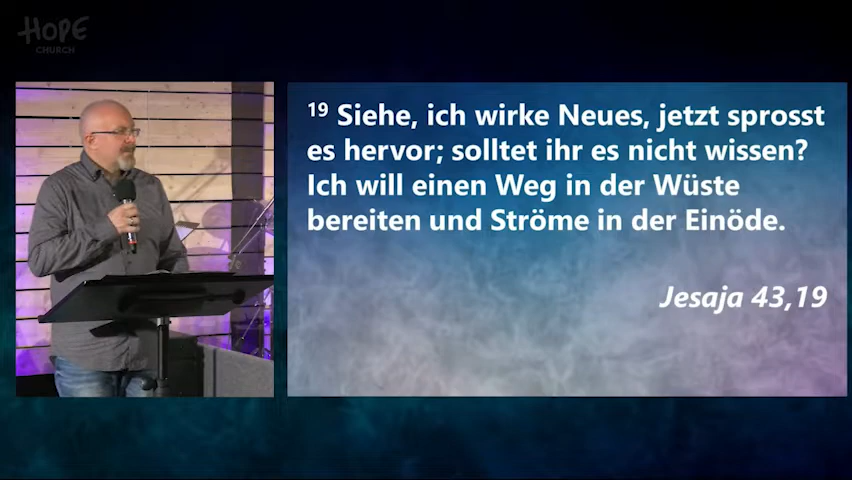 HOPE
CHURCH
19 Siehe, ich wirke Neues, jetzt sprosst
es hervor; solltet ihr es nicht wissen?
Ich will einen Weg in der Wüste
bereiten und Ströme in der Einöde.
Jesaja 43,19